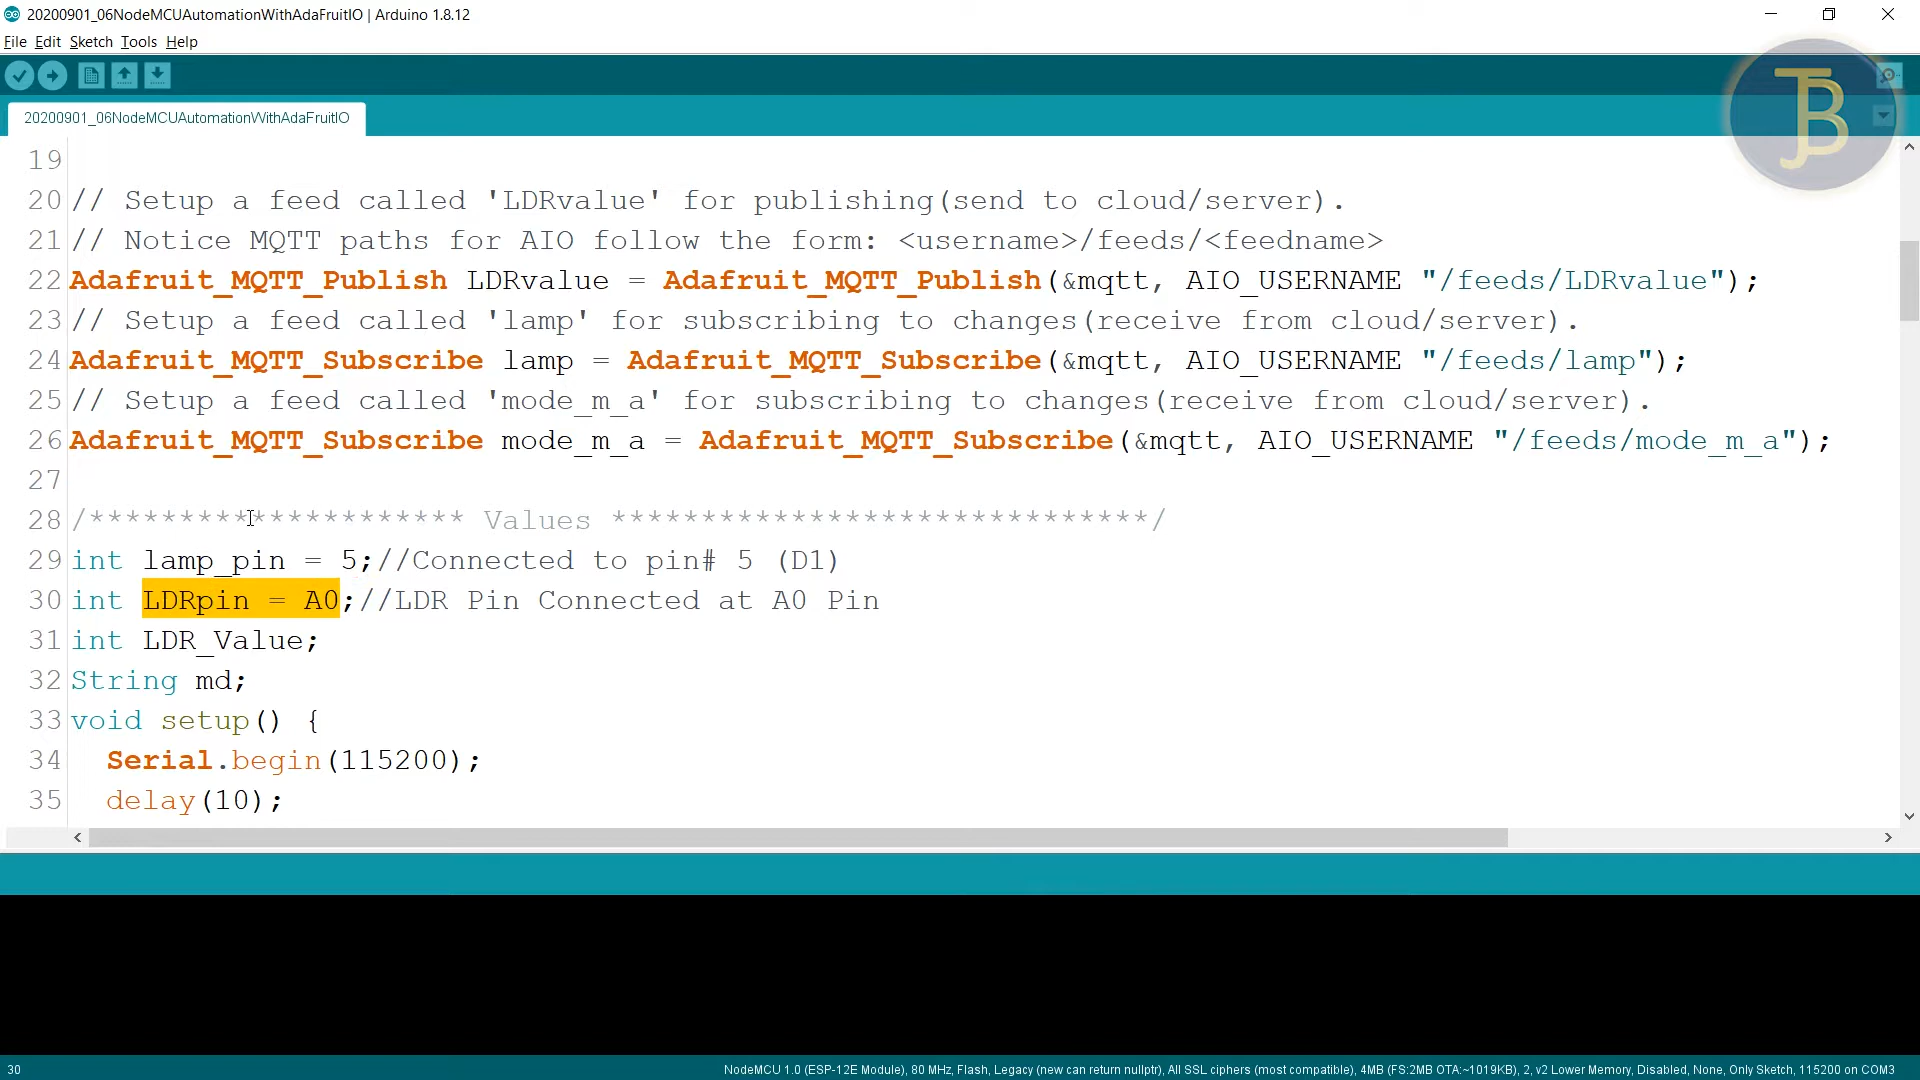 20200901_06NodeMCUAutomationWithAdaFruitIO | Arduino 1.8.12
File Edit Sketch Tools Help
20200901_06NodeMCUAutomationWithAdaFruitIO
JB
19
20 // Setup a feed called 'LDRvalue' for publishing(send to cloud/server).
21 // Notice MQTT paths for AIO follow the form: <username>/feeds/<feedname>
22 Adafruit_MQTT_Publish LDRvalue = Adafruit_MQTT_Publish(&mqtt, AIO_USERNAME "/feeds/LDRvalue");
23 // Setup a feed called 'lamp' for subscribing to changes(receive from cloud/server).
24 Adafruit_MQTT_Subscribe lamp = Adafruit_MQTT_Subscribe(&mqtt, AIO_USERNAME "/feeds/lamp");
25 // Setup a feed called 'mode_m_a' for subscribing to changes(receive from cloud/server).
26 Adafruit_MQTT_Subscribe mode_m_a = Adafruit_MQTT_Subscribe(&mqtt, AIO_USERNAME "/feeds/mode_m_a");
27
28 /********************* Values ******************************/
29 int lamp_pin = 5;//Connected to pin# 5 (D1)
30 int LDRpin = A0;//LDR Pin Connected at A0 Pin
31 int LDR_Value;
32 String md;
33 void setup() {
34 Serial.begin(115200);
35 delay(10);
30
NodeMCU 1.0 (ESP-12E Module), 80 MHz, Flash, Legacy (new can return nullptr), All SSL ciphers (most compatible), 4MB (FS:2MB OTA:~1019KB), 2, v2 Lower Memory, Disabled, None, Only Sketch, 115200 on COM3